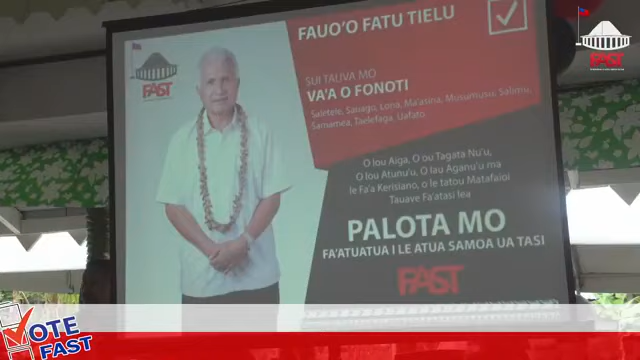 FAUO'O FATU TIELU
SUI TAUVA MO
VA'A O FONOTI
Saletele, Sauago, Lona, Ma'asina, Musumusu, Salimu,
Samamea, Taelefaga, Uafato.
O lou Aiga, O ou Tagata Nu'u,
O lou Atunu'u, O lau Aganu'u ma
le Fa'a Kerisiano, o le tatou Matafaioi
Tauave Fa'atasi lea
PALOTA MO
FA'ATUATUA I LE ATUA SAMOA UA TASI
FAST
FAST
FAST
VOTE
FAST